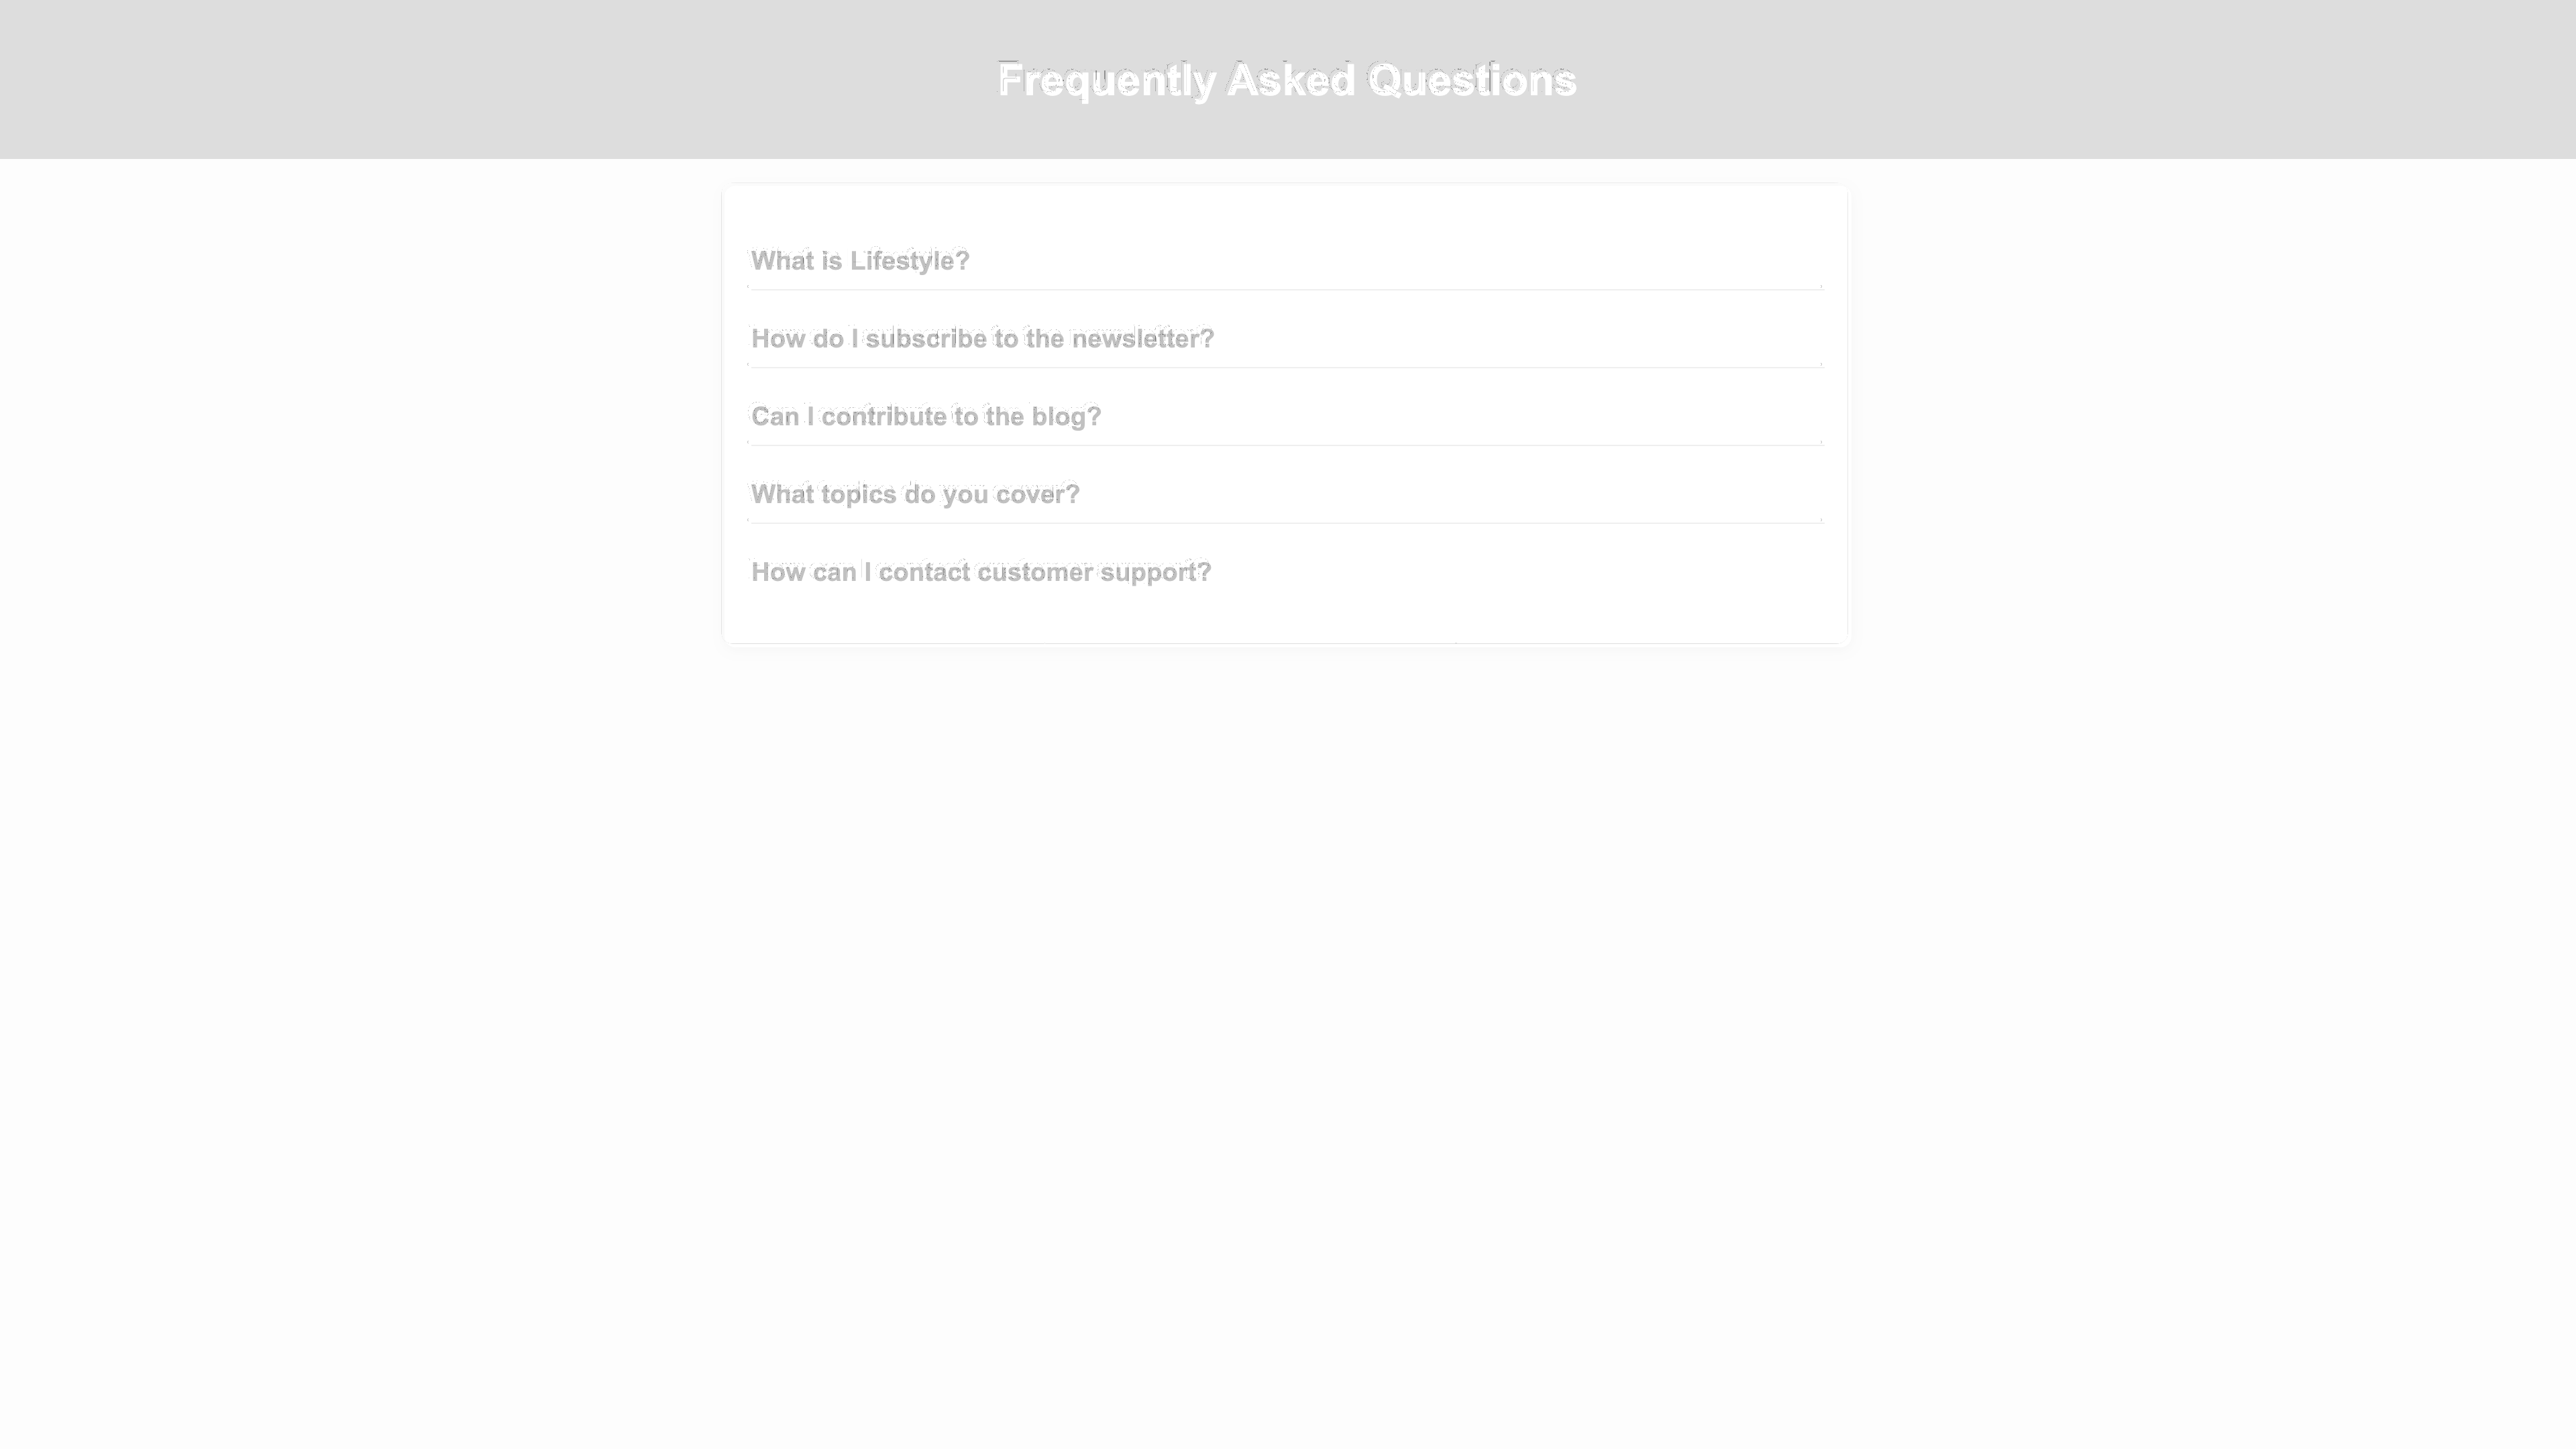 Frequently Asked Questions
What is Lifestyle?
How do I subscribe to the newsletter?
Can I contribute to the blog?
What topics do you cover?
How can I contact customer support?